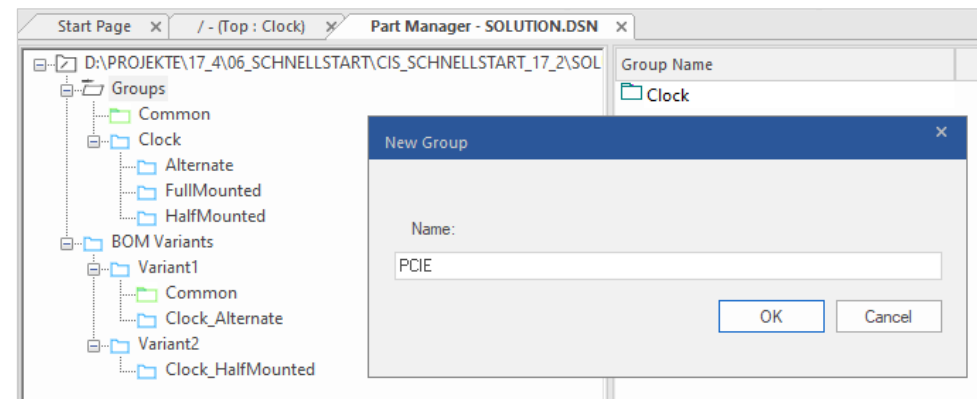 Start Page
/ - (Top : Clock)
Part Manager - SOLUTION.DSN
D:\PROJEKTE\17_4\06_SCHNELLSTART\CIS_SCHNELLSTART_17_2\SOL
Groups
Common
Clock
Alternate
FullMounted
HalfMounted
BOM Variants
Variant1
Common
Clock_Alternate
Variant2
Clock_HalfMounted
Group Name
Clock
New Group
Name:
PCIE
OK
Cancel